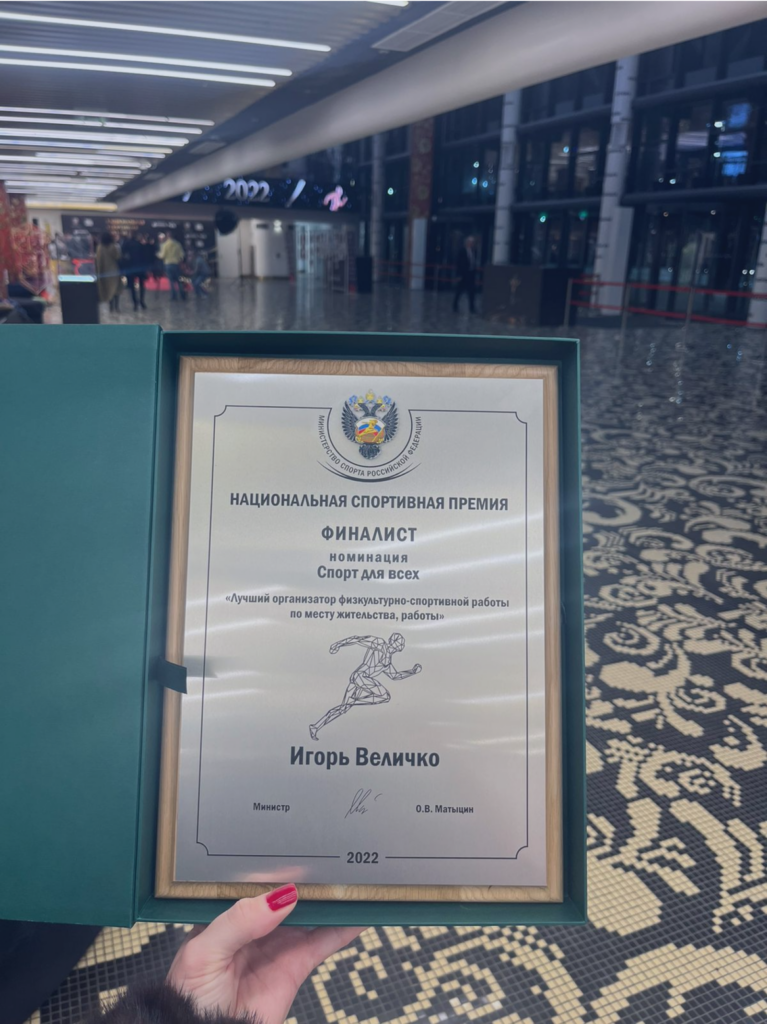 2022
МИНИСТЕРСТВО СПОРТА РОССИЙСКОЙ ФЕДЕРАЦИИ
НАЦИОНАЛЬНАЯ СПОРТИВНАЯ ПРЕМИЯ
ФИНАЛИСТ
номинация
Спорт для всех
«Лучший организатор физкультурно-спортивной работы
по месту жительства, работы»
Игорь Величко
Министр О.В. Матыцин
2022